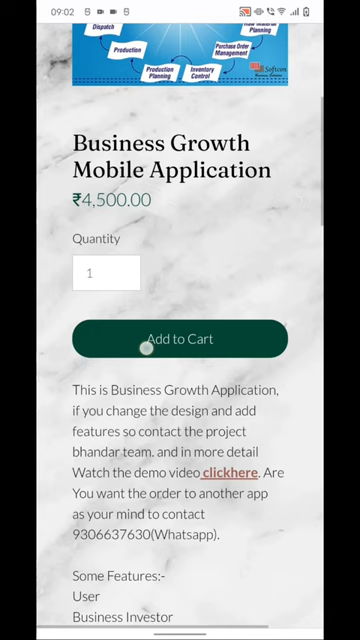 09:02
Dispatch
Planning
Production
Purchase Order
Management
Production
Planning
Inventory
Control
Softcon
Business Growth
Mobile Application
₹4,500.00
Quantity
1
Add to Cart
This is Business Growth Application,
if you change the design and add
features so contact the project
bhandar team. and in more detail
Watch the demo video clickhere. Are
You want the order to another app
as your mind to contact
9306637630(Whatsapp).
Some Features:-
User
Business Investor